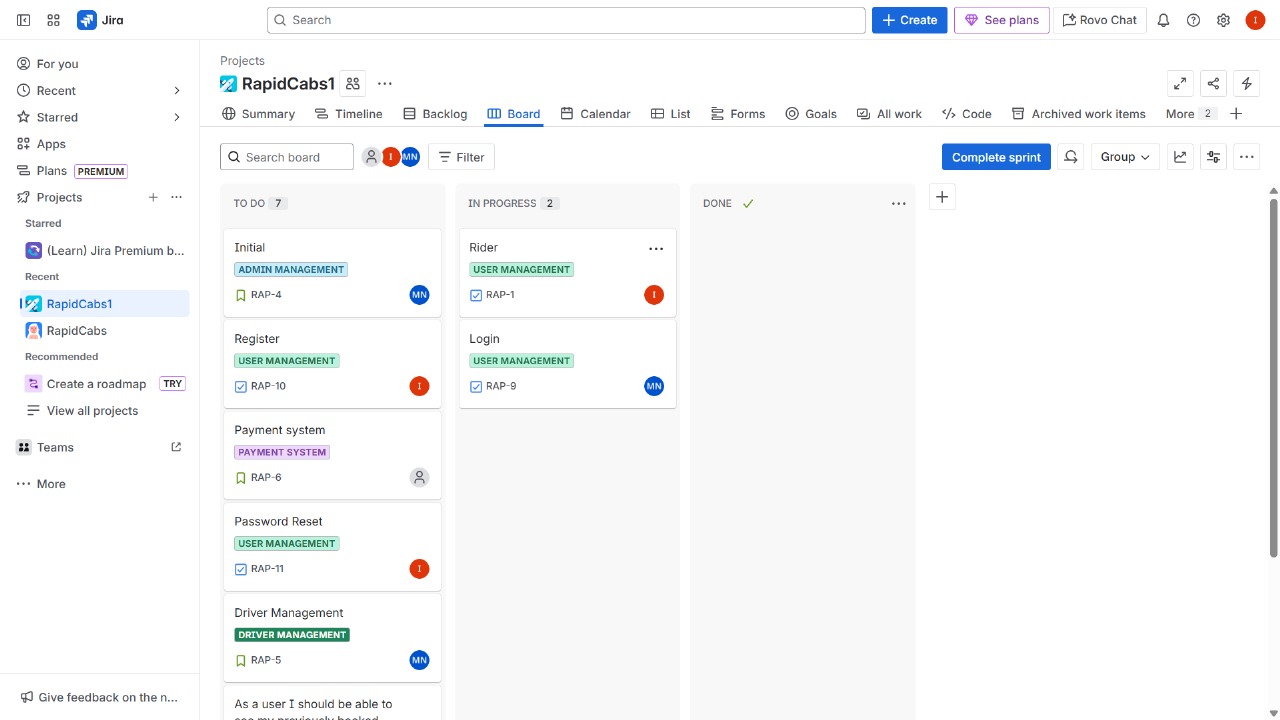 Jira
Search
Create
See plans
Rovo Chat
I
For you
Recent
Starred
Apps
Plans PREMIUM
Projects
Starred
(Learn) Jira Premium b...
Recent
RapidCabs1
RapidCabs
Recommended
Create a roadmap TRY
View all projects
Teams
More
Give feedback on the n...
Projects
RapidCabs1
Summary
Timeline
Backlog
Board
Calendar
List
Forms
Goals
All work
Code
Archived work items
More 2
Search board
I
MN
Filter
Complete sprint
Group
TO DO 7
Initial
ADMIN MANAGEMENT
RAP-4
MN
Register
USER MANAGEMENT
RAP-10
I
Payment system
PAYMENT SYSTEM
RAP-6
Password Reset
USER MANAGEMENT
RAP-11
I
Driver Management
DRIVER MANAGEMENT
RAP-5
MN
As a user I should be able to
see my previously booked
IN PROGRESS 2
Rider
USER MANAGEMENT
RAP-1
I
Login
USER MANAGEMENT
RAP-9
MN
DONE